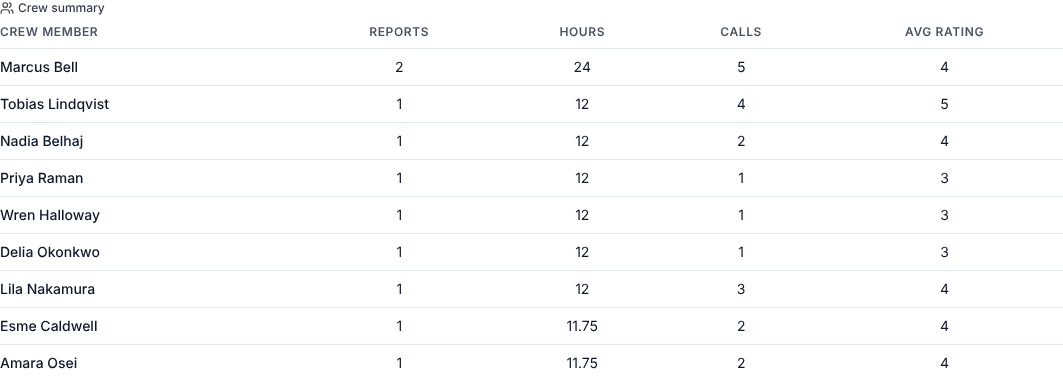 Crew summary
CREW MEMBER REPORTS HOURS CALLS AVG RATING
Marcus Bell 2 24 5 4
Tobias Lindqvist 1 12 4 5
Nadia Belhaj 1 12 2 4
Priya Raman 1 12 1 3
Wren Halloway 1 12 1 3
Delia Okonkwo 1 12 1 3
Lila Nakamura 1 12 3 4
Esme Caldwell 1 11.75 2 4
Amara Osei 1 11.75 2 4